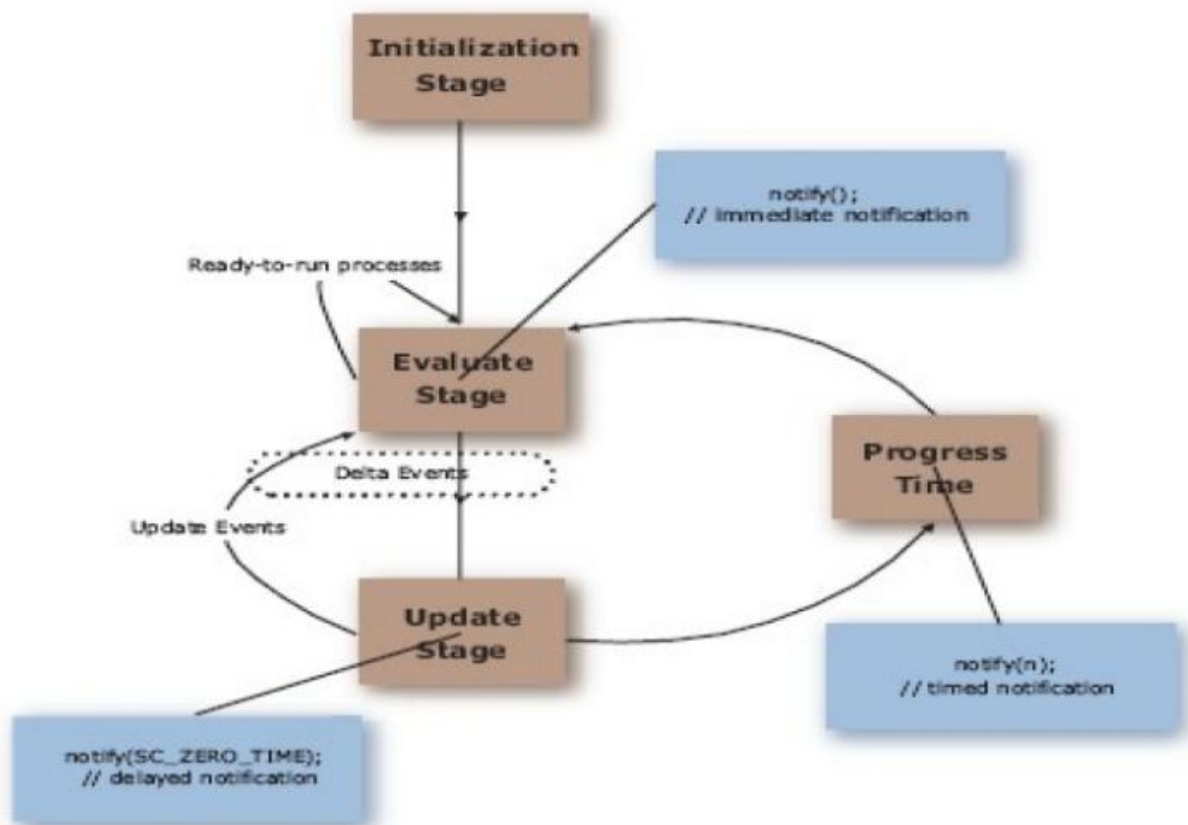 Initialization
Stage
notify();
// immediate notification
Ready-to-run processes
Evaluate
Stage
Progress
Time
Delta Events
Update Events
Update
Stage
notify(n);
// timed notification
notify(SC_ZERO_TIME);
// delayed notification